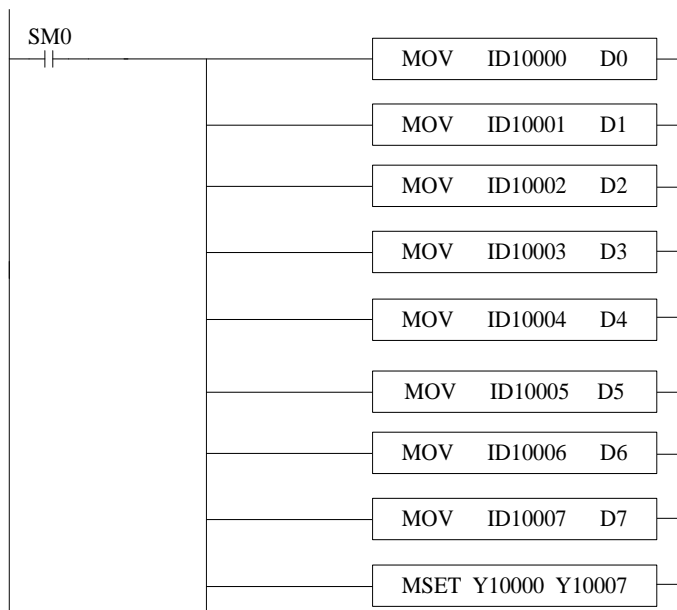 SM0
MOV ID10000 D0
MOV ID10001 D1
MOV ID10002 D2
MOV ID10003 D3
MOV ID10004 D4
MOV ID10005 D5
MOV ID10006 D6
MOV ID10007 D7
MSET Y10000 Y10007